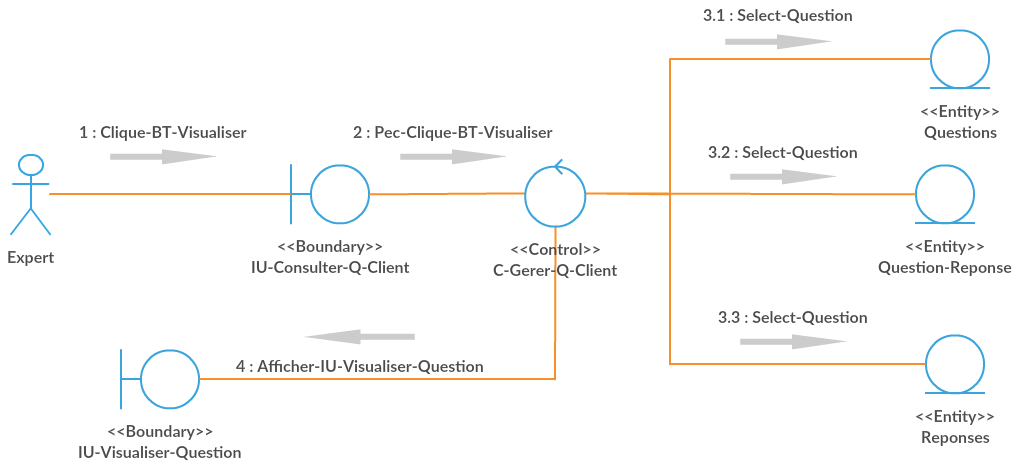 3.1 : Select-Question
<<Entity>>
Questions
1 : Clique-BT-Visualiser
2 : Pec-Clique-BT-Visualiser
3.2 : Select-Question
Expert
<<Boundary>>
IU-Consulter-Q-Client
<<Control>>
C-Gerer-Q-Client
<<Entity>>
Question-Reponse
3.3 : Select-Question
4 : Afficher-IU-Visualiser-Question
<<Boundary>>
IU-Visualiser-Question
<<Entity>>
Reponses